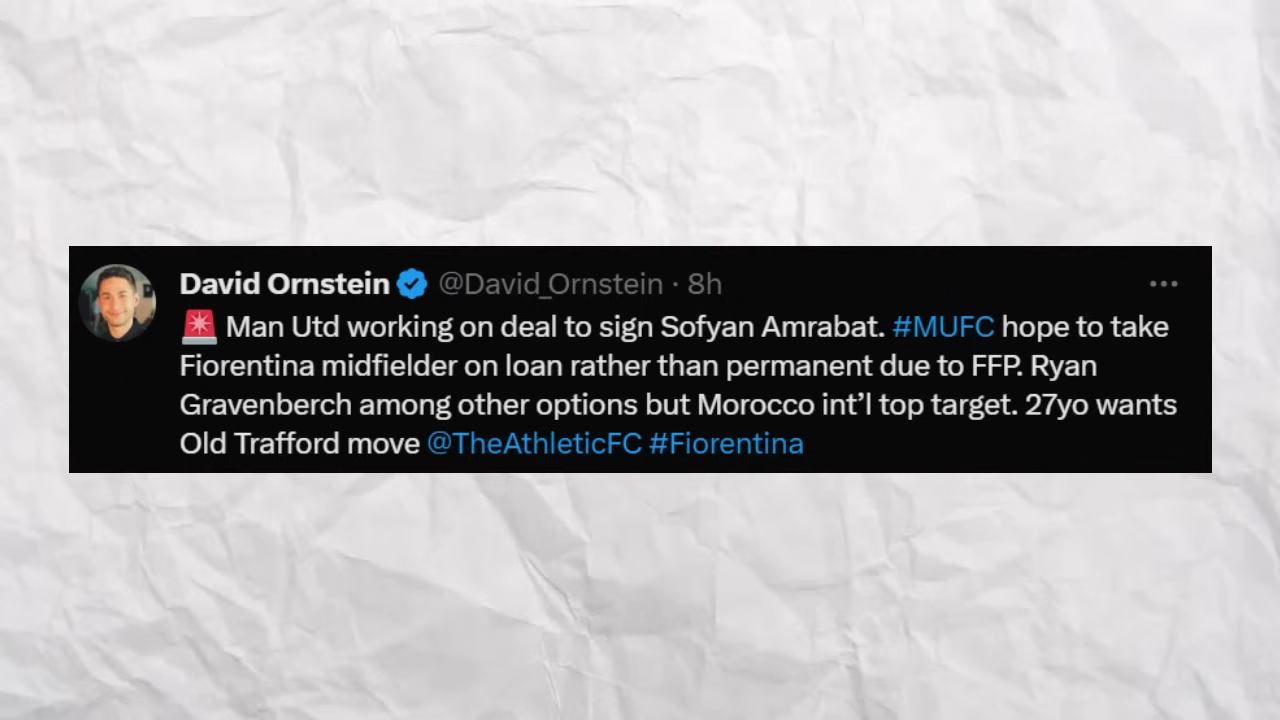 David Ornstein @David_Ornstein · 8h
🚨 Man Utd working on deal to sign Sofyan Amrabat. #MUFC hope to take
Fiorentina midfielder on loan rather than permanent due to FFP. Ryan
Gravenberch among other options but Morocco int’l top target. 27yo wants
Old Trafford move @TheAthleticFC #Fiorentina